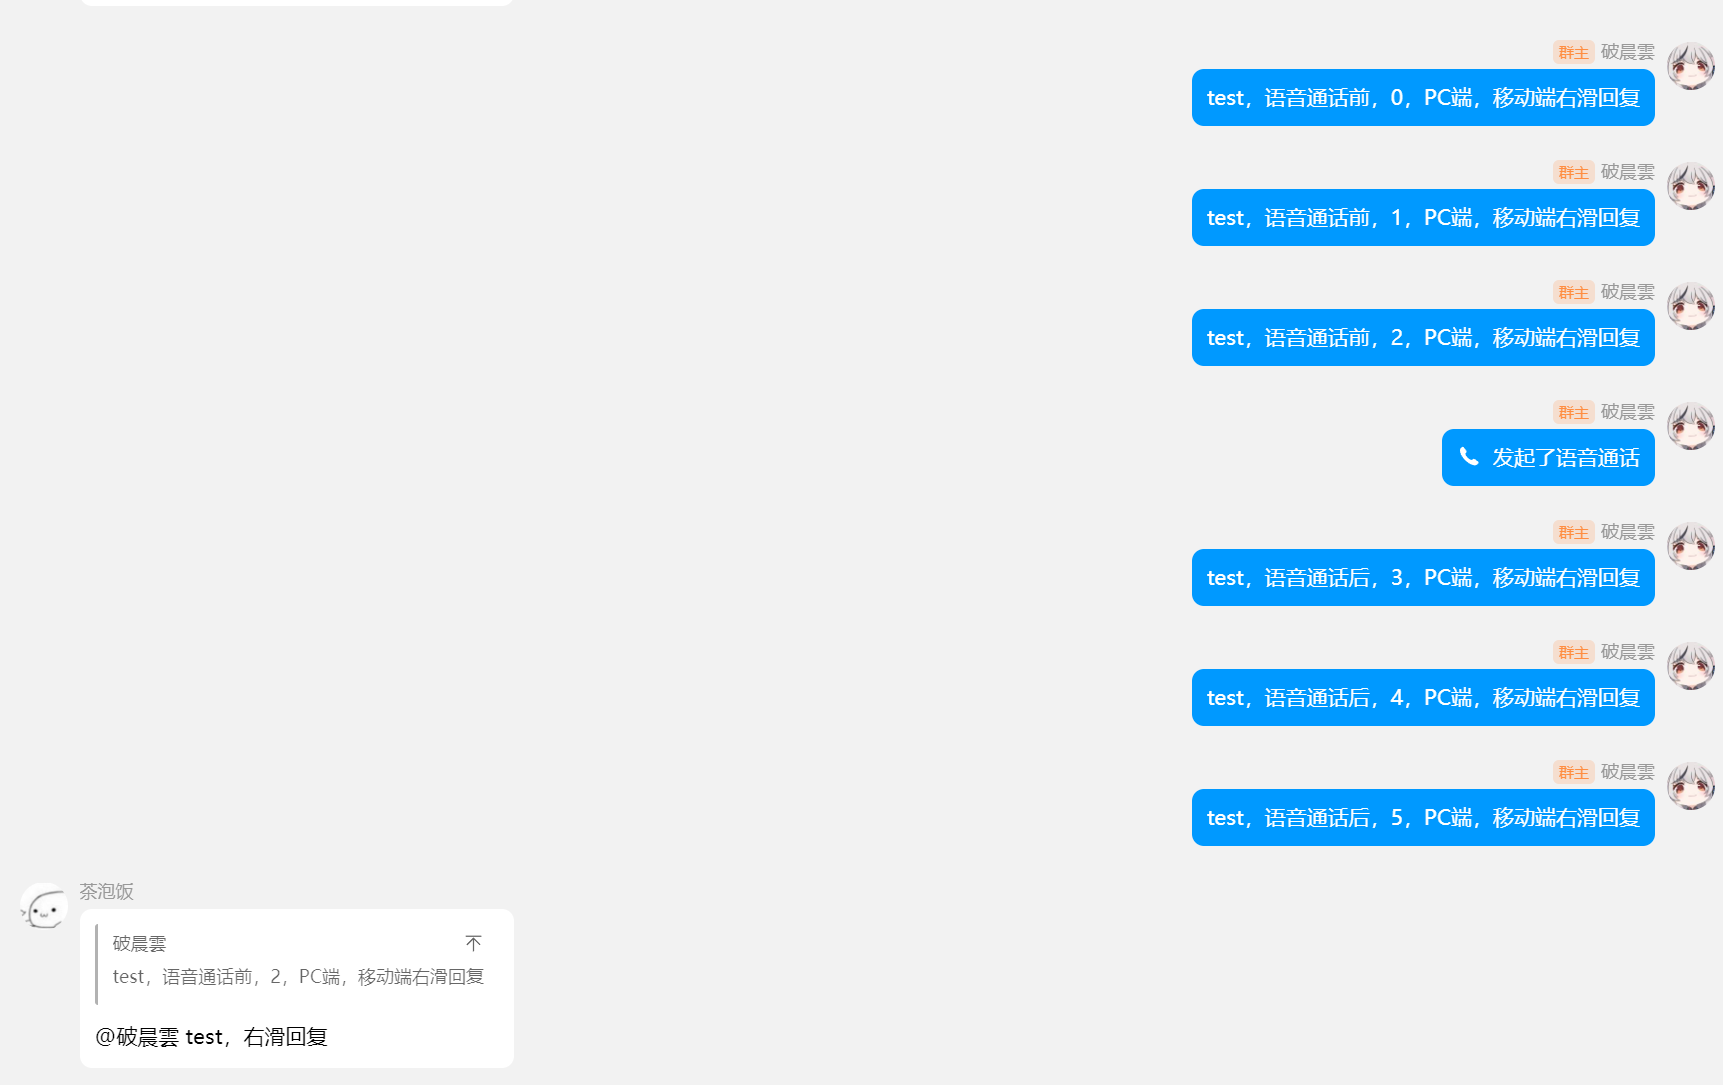 群主 破晨雲
test，语音通话前，0，PC端，移动端右滑回复
群主 破晨雲
test，语音通话前，1，PC端，移动端右滑回复
群主 破晨雲
test，语音通话前，2，PC端，移动端右滑回复
群主 破晨雲
发起了语音通话
群主 破晨雲
test，语音通话后，3，PC端，移动端右滑回复
群主 破晨雲
test，语音通话后，4，PC端，移动端右滑回复
群主 破晨雲
test，语音通话后，5，PC端，移动端右滑回复
茶泡饭
破晨雲
test，语音通话前，2，PC端，移动端右滑回复
@破晨雲 test，右滑回复